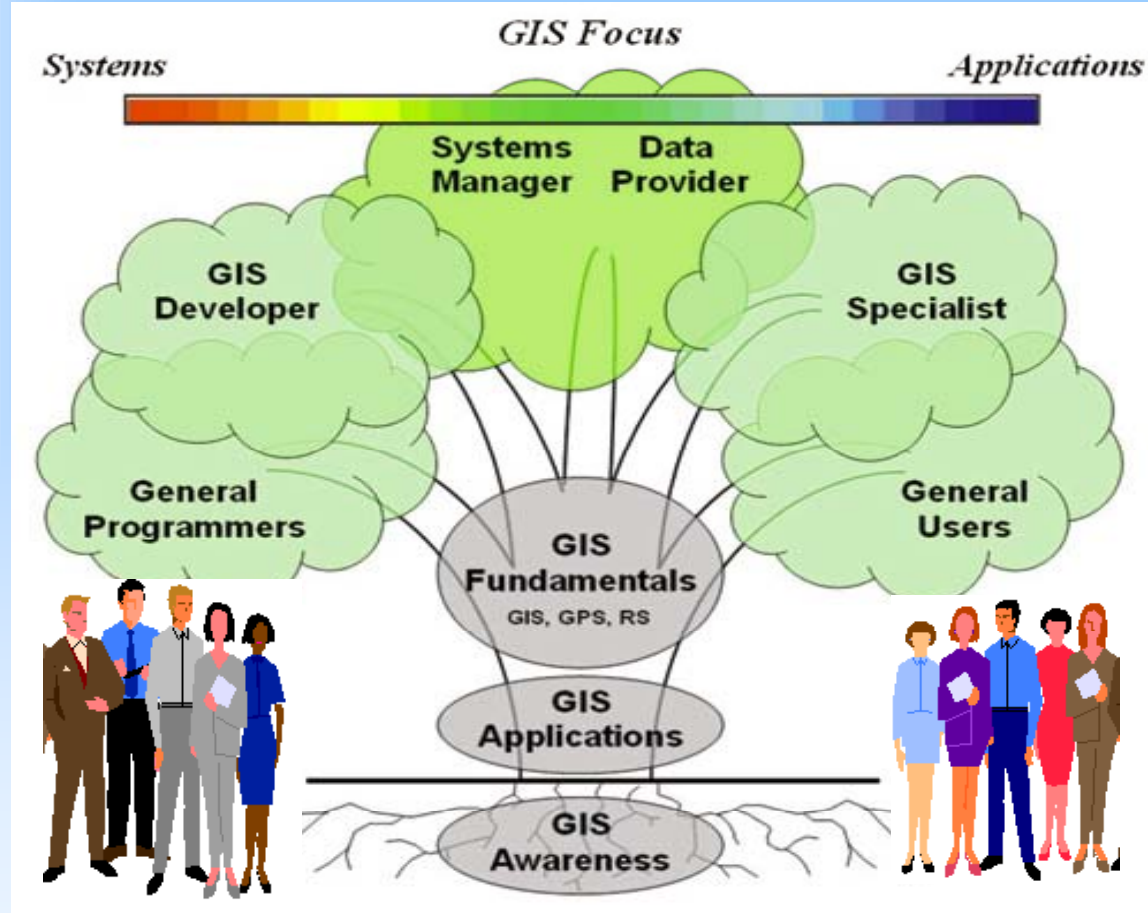 GIS Focus
Systems
Applications
Systems
Manager
Data
Provider
GIS
Developer
GIS
Specialist
General
Programmers
General
Users
GIS
Fundamentals
GIS, GPS, RS
GIS
Applications
GIS
Awareness